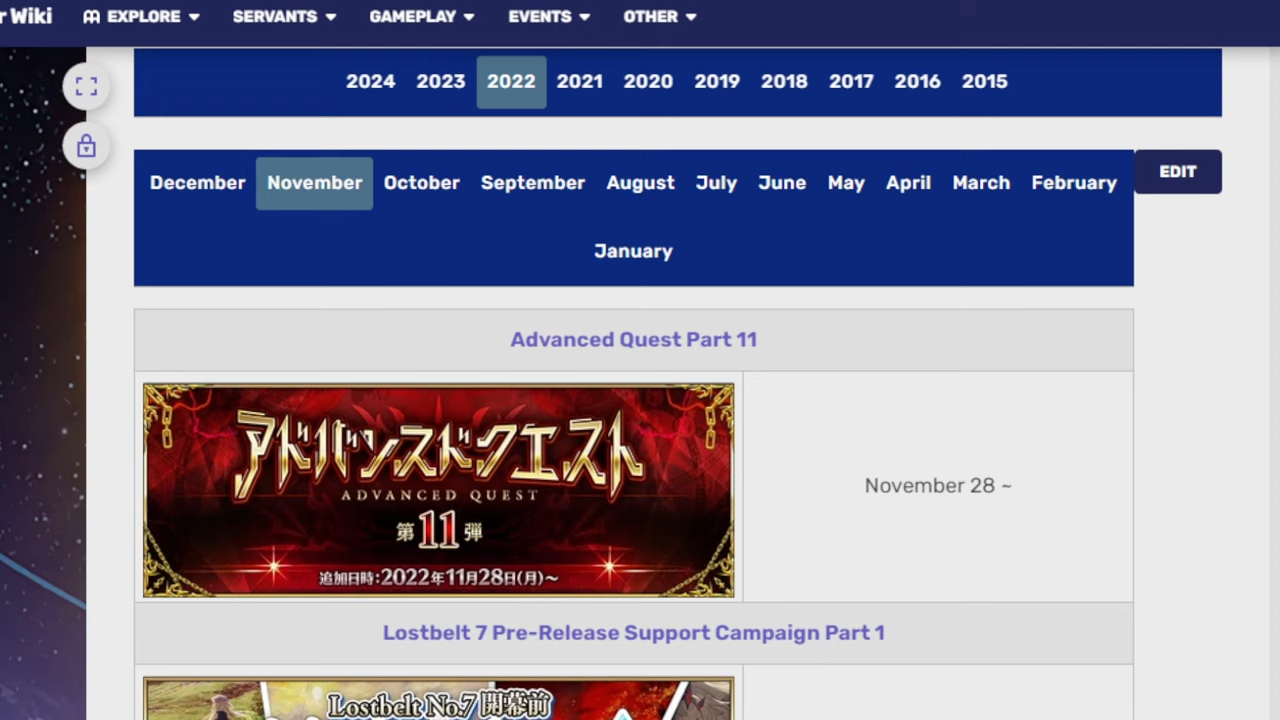 r Wiki EXPLORE SERVANTS GAMEPLAY EVENTS OTHER
2024 2023 2022 2021 2020 2019 2018 2017 2016 2015
December November October September August July June May April March February
January
EDIT
Advanced Quest Part 11
アドバンスドクエスト
ADVANCED QUEST
第11弾
追加日時:2022年11月28日(月)~
November 28 ~
Lostbelt 7 Pre-Release Support Campaign Part 1
Lostbelt No.7 開幕前